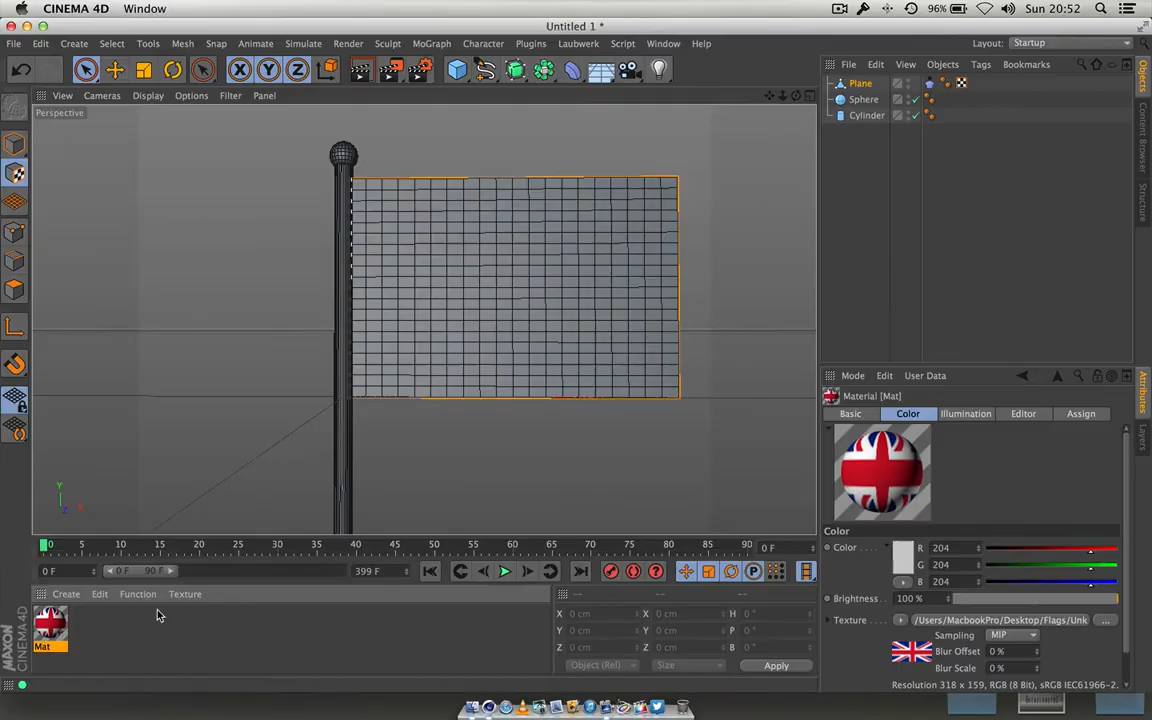 CINEMA 4D Window 96% Sun 20:52
Untitled 1 *
File Edit Create Select Tools Mesh Snap Animate Simulate Render Sculpt MoGraph Character Plugins Laubwerk Script Window Help Layout: Startup
X Y Z
File Edit View Objects Tags Bookmarks
View Cameras Display Options Filter Panel
Perspective
Plane
Sphere
Cylinder
Objects
Content Browser
Structure
Mode Edit User Data
Material [Mat]
Basic Color Illumination Editor Assign
Attributes
Layers
Color
Color . . . . R 204
G 204
B 204
Brightness . . 100 %
Texture . . . . . /Users/MacbookPro/Desktop/Flags/Unk ...
Sampling MIP
Blur Offset 0 %
Blur Scale 0 %
Resolution 318 x 159, RGB (8 Bit), sRGB IEC61966-2.
Y
X
Z
0 5 10 15 20 25 30 35 40 45 50 55 60 65 70 75 80 85 90 0 F
0 F 0 F 90 F 399 F
P
Create Edit Function Texture
Mat
-- -- --
X 0 cm X 0 cm H 0 °
Y 0 cm Y 0 cm P 0 °
Z 0 cm Z 0 cm B 0 °
Object (Rel) Size Apply
MAXON
CINEMA 4D